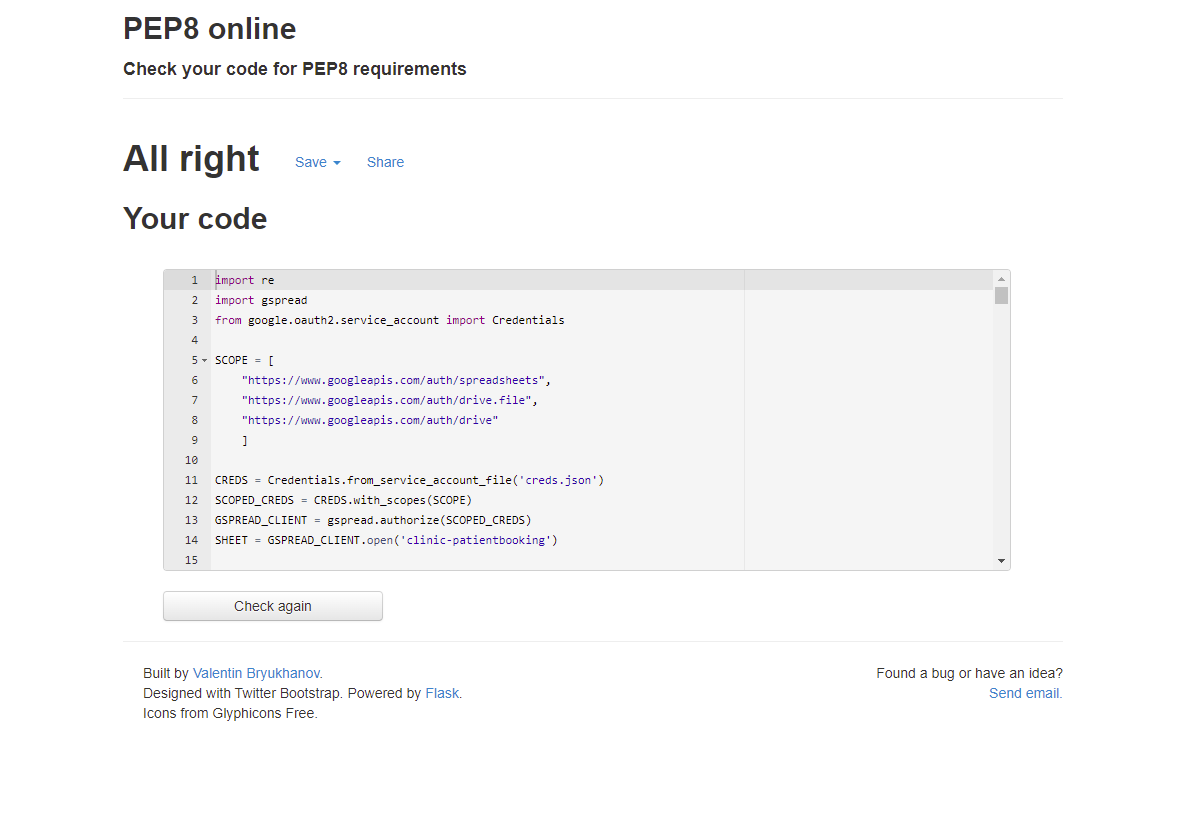 PEP8 online
Check your code for PEP8 requirements
All right Save Share
Your code
1 import re
2 import gspread
3 from google.oauth2.service_account import Credentials
4
5 SCOPE = [
6     "https://www.googleapis.com/auth/spreadsheets",
7     "https://www.googleapis.com/auth/drive.file",
8     "https://www.googleapis.com/auth/drive"
9     ]
10
11 CREDS = Credentials.from_service_account_file('creds.json')
12 SCOPED_CREDS = CREDS.with_scopes(SCOPE)
13 GSPREAD_CLIENT = gspread.authorize(SCOPED_CREDS)
14 SHEET = GSPREAD_CLIENT.open('clinic-patientbooking')
15
Check again
Built by Valentin Bryukhanov. Found a bug or have an idea?
Designed with Twitter Bootstrap. Powered by Flask. Send email.
Icons from Glyphicons Free.